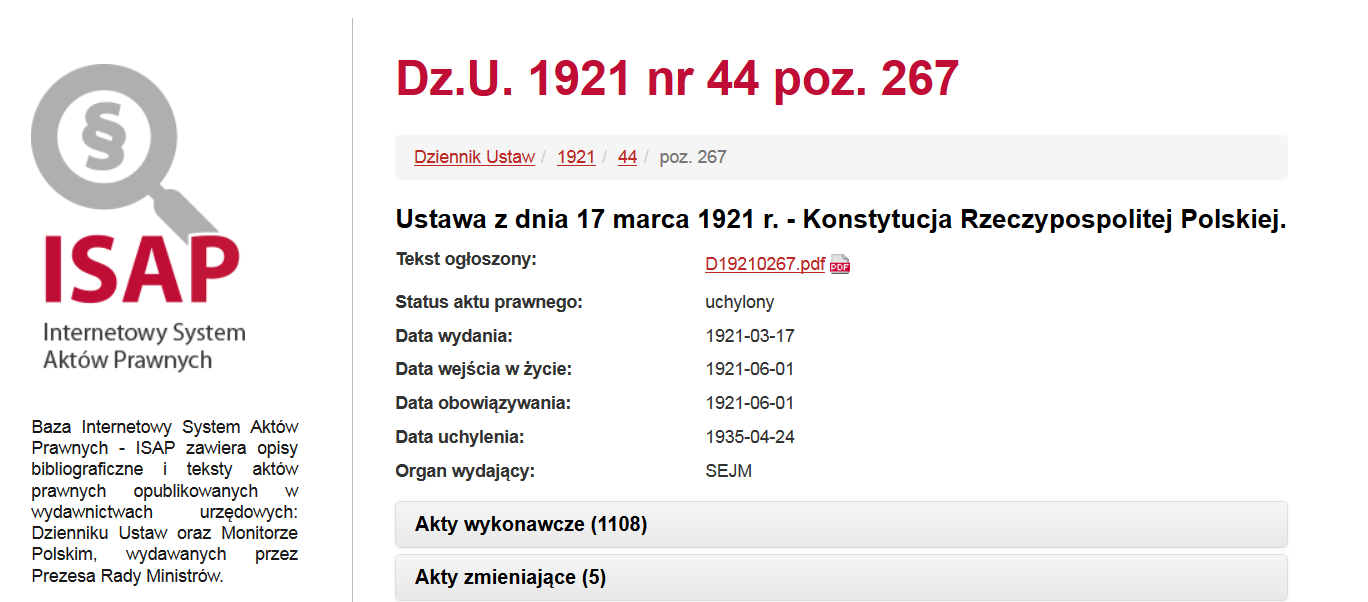 §
ISAP
Internetowy System
Aktów Prawnych
Baza Internetowy System Aktów
Prawnych - ISAP zawiera opisy
bibliograficzne i teksty aktów
prawnych opublikowanych w
wydawnictwach urzędowych:
Dzienniku Ustaw oraz Monitorze
Polskim, wydawanych przez
Prezesa Rady Ministrów.
Dz.U. 1921 nr 44 poz. 267
Dziennik Ustaw / 1921 / 44 / poz. 267
Ustawa z dnia 17 marca 1921 r. - Konstytucja Rzeczypospolitej Polskiej.
Tekst ogłoszony: D19210267.pdf PDF
Status aktu prawnego: uchylony
Data wydania: 1921-03-17
Data wejścia w życie: 1921-06-01
Data obowiązywania: 1921-06-01
Data uchylenia: 1935-04-24
Organ wydający: SEJM
Akty wykonawcze (1108)
Akty zmieniające (5)